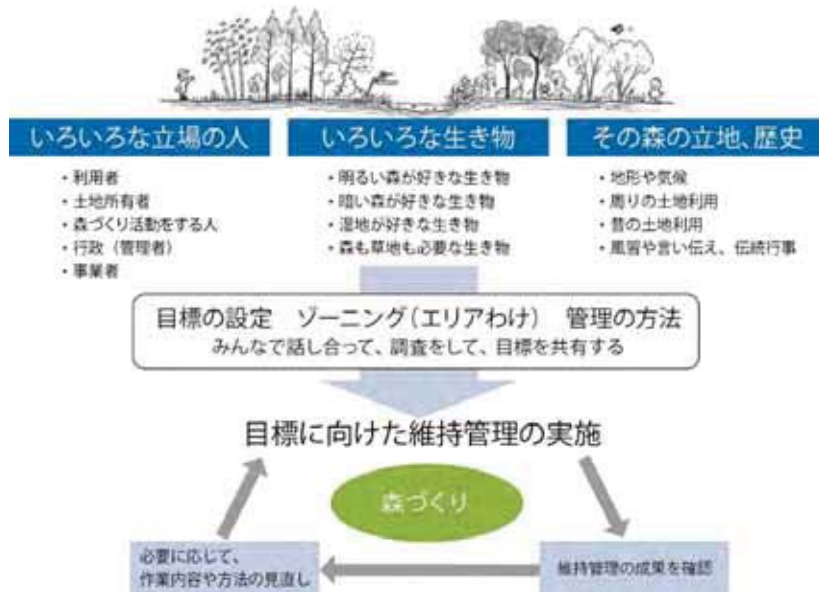 いろいろな立場の人
・利用者
・土地所有者
・森づくり活動をする人
・行政（管理者）
・事業者
いろいろな生き物
・明るい森が好きな生き物
・暗い森が好きな生き物
・湿地が好きな生き物
・森も草地も必要な生き物
その森の立地、歴史
・地形や気候
・周りの土地利用
・昔の土地利用
・風習や言い伝え、伝統行事
目標の設定　ゾーニング（エリアわけ）　管理の方法
みんなで話し合って、調査をして、目標を共有する
目標に向けた維持管理の実施
森づくり
必要に応じて、
作業内容や方法の見直し
維持管理の成果を確認